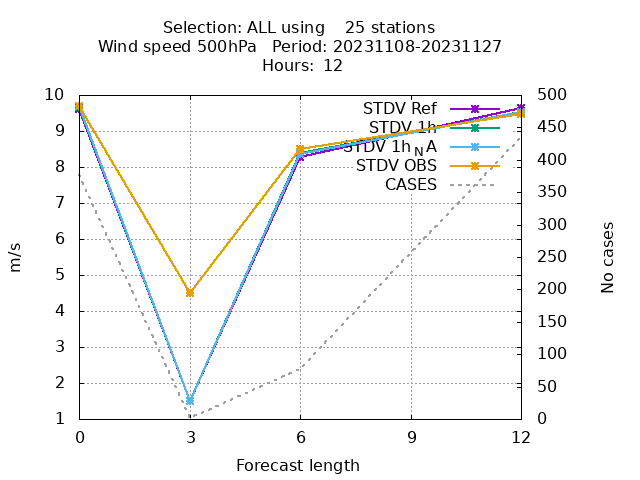 Selection: ALL using    25 stations
Wind speed 500hPa   Period: 20231108-20231127
Hours: 12
10
9
8
7
6
5
4
3
2
1
500
450
400
350
300
250
200
150
100
50
0
STDV Ref
STDV 1h
STDV 1hNA
STDV OBS
CASES
m/s
No cases
0
3
6
9
12
Forecast length